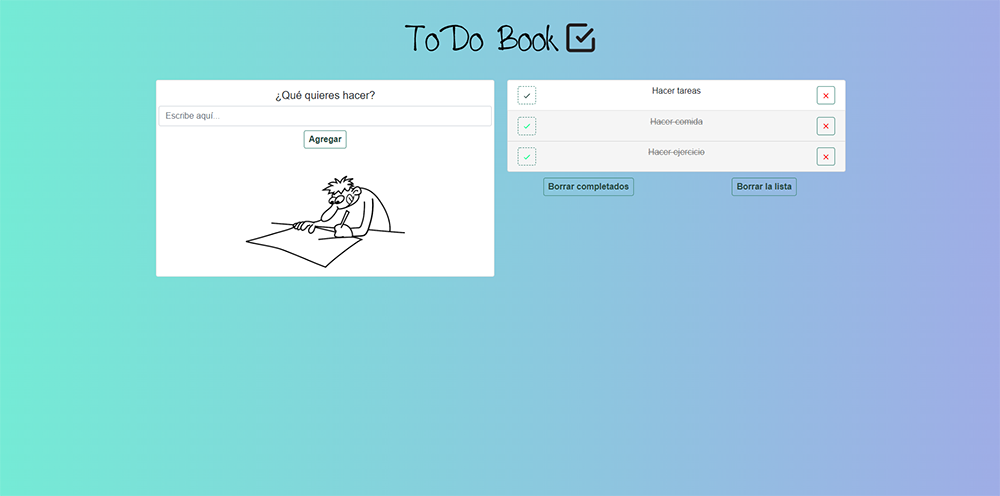 ToDo Book
¿Qué quieres hacer?
Escribe aquí...
Agregar
Hacer tareas
Hacer comida
Hacer ejercicio
Borrar completados
Borrar la lista